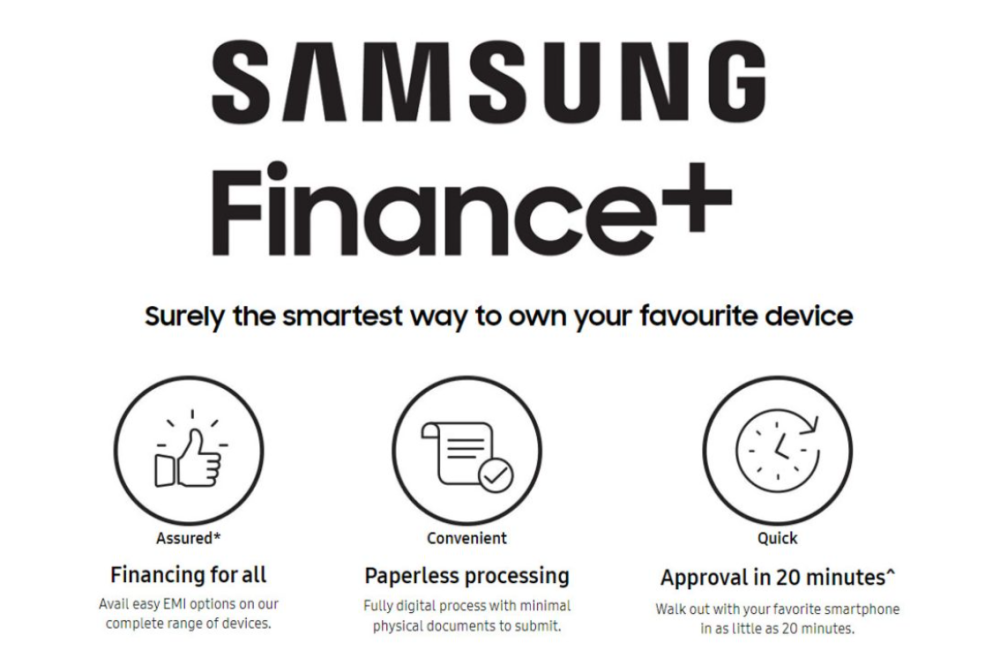 SAMSUNG
Finance+
Surely the smartest way to own your favourite device
Assured*
Financing for all
Avail easy EMI options on our
complete range of devices.
Convenient
Paperless processing
Fully digital process with minimal
physical documents to submit.
Quick
Approval in 20 minutes^
Walk out with your favorite smartphone
in as little as 20 minutes.